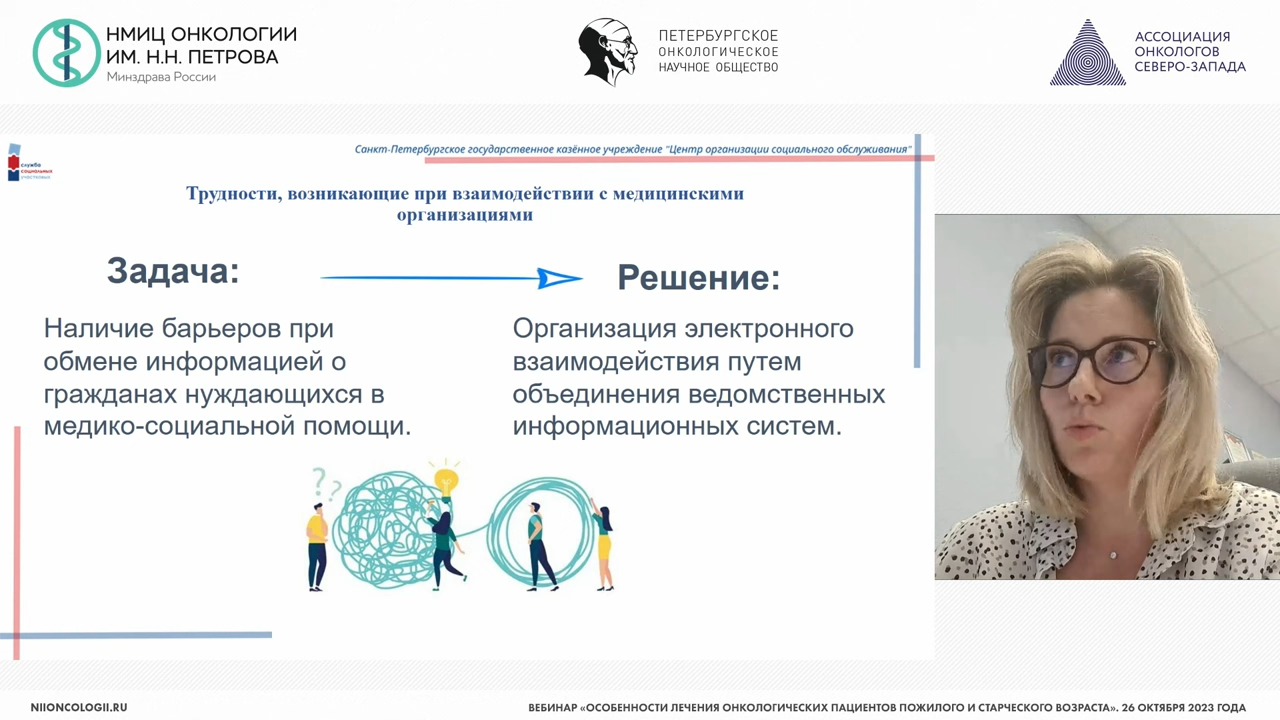 НМИЦ ОНКОЛОГИИ
ИМ. Н.Н. ПЕТРОВА
Минздрава России
ПЕТЕРБУРГСКОЕ
ОНКОЛОГИЧЕСКОЕ
НАУЧНОЕ ОБЩЕСТВО
АССОЦИАЦИЯ
ОНКОЛОГОВ
СЕВЕРО-ЗАПАДА
служба
социальных
участковых
Санкт-Петербургское государственное казённое учреждение "Центр организации социального обслуживания"
Трудности, возникающие при взаимодействии с медицинскими
организациями
Задача:
Наличие барьеров при
обмене информацией о
гражданах нуждающихся в
медико-социальной помощи.
Решение:
Организация электронного
взаимодействия путем
объединения ведомственных
информационных систем.
??
NIIONCOLOGII.RU
ВЕБИНАР «ОСОБЕННОСТИ ЛЕЧЕНИЯ ОНКОЛОГИЧЕСКИХ ПАЦИЕНТОВ ПОЖИЛОГО И СТАРЧЕСКОГО ВОЗРАСТА». 26 ОКТЯБРЯ 2023 ГОДА